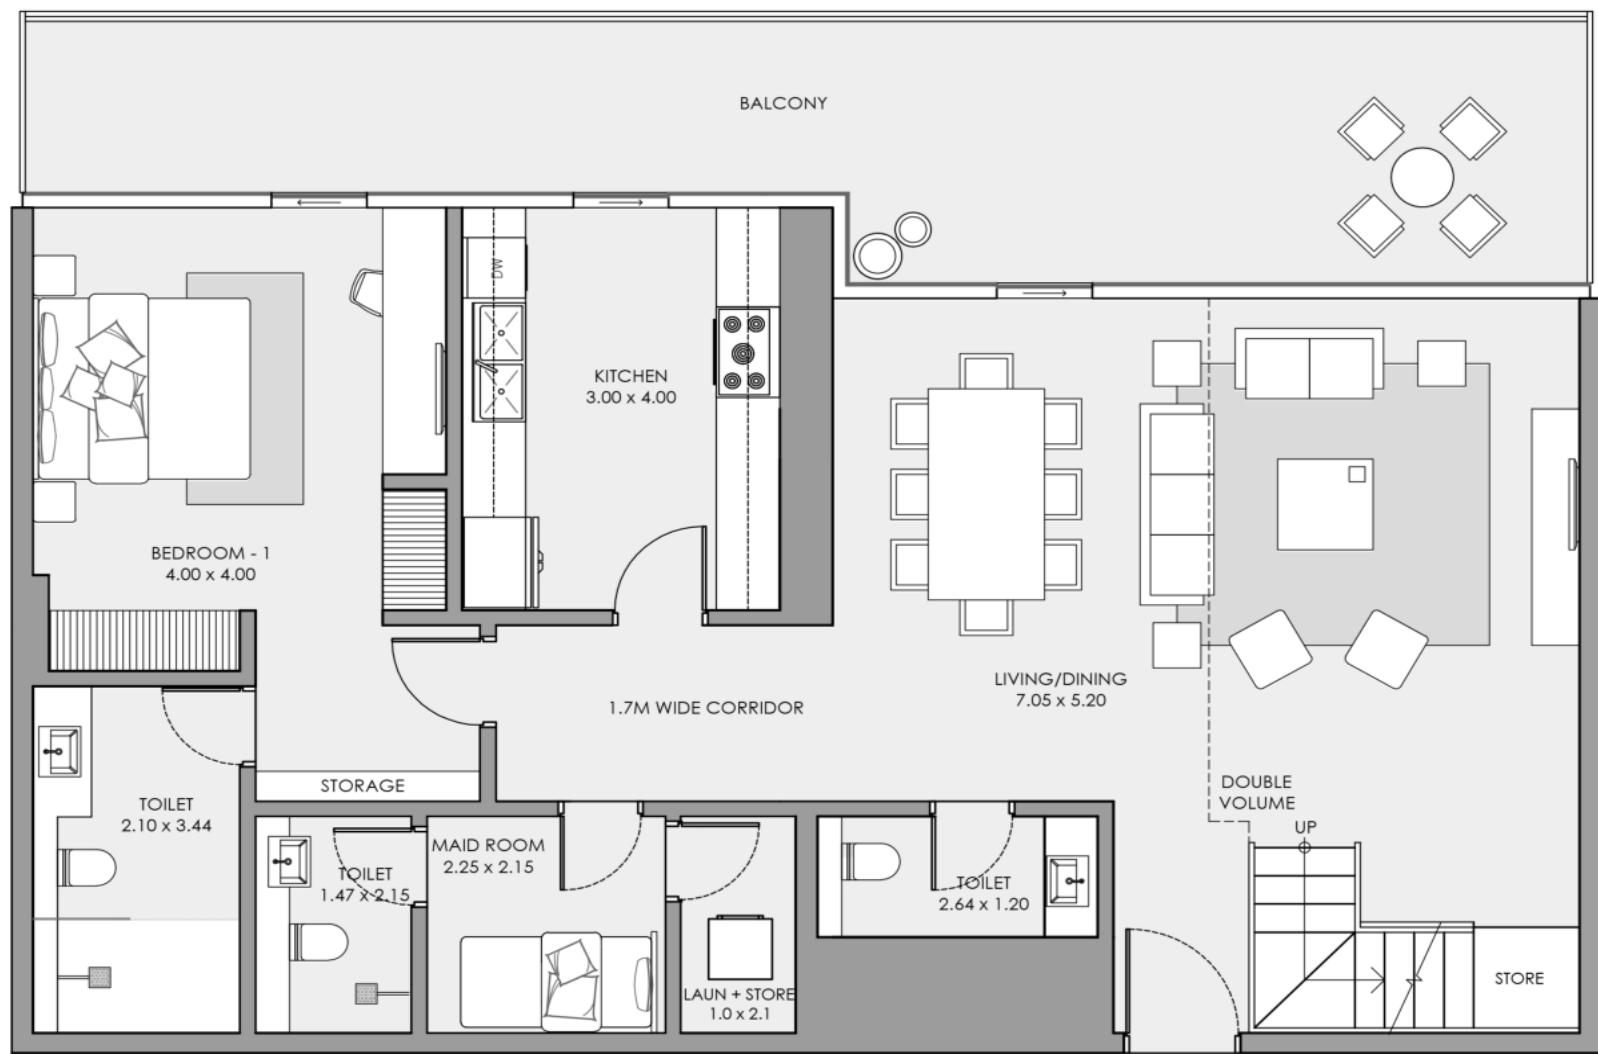 BALCONY
DW
KITCHEN
3.00 x 4.00
BEDROOM - 1
4.00 x 4.00
LIVING/DINING
7.05 x 5.20
1.7M WIDE CORRIDOR
STORAGE
DOUBLE
VOLUME
UP
TOILET
2.10 x 3.44
TOILET
1.47 x 2.15
MAID ROOM
2.25 x 2.15
TOILET
2.64 x 1.20
LAUN + STORE
1.0 x 2.1
STORE